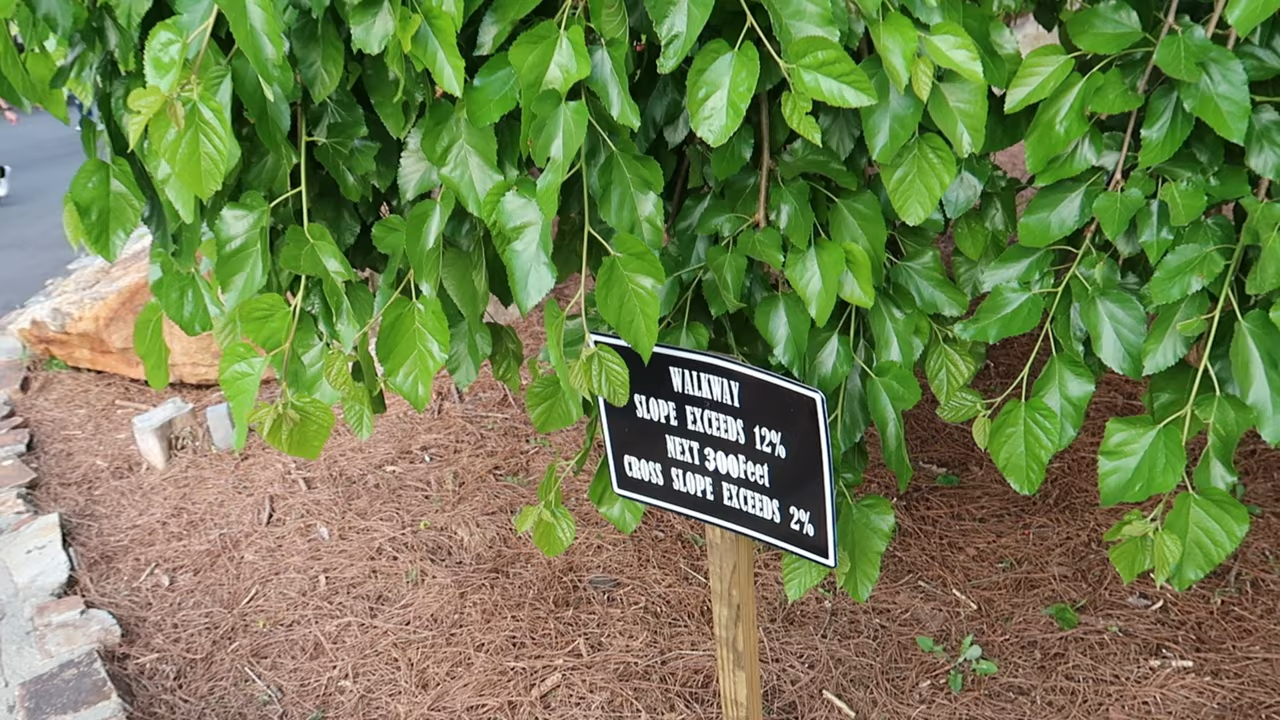 WALKWAY
SLOPE EXCEEDS 12%
NEXT 300Feet
CROSS SLOPE EXCEEDS 2%